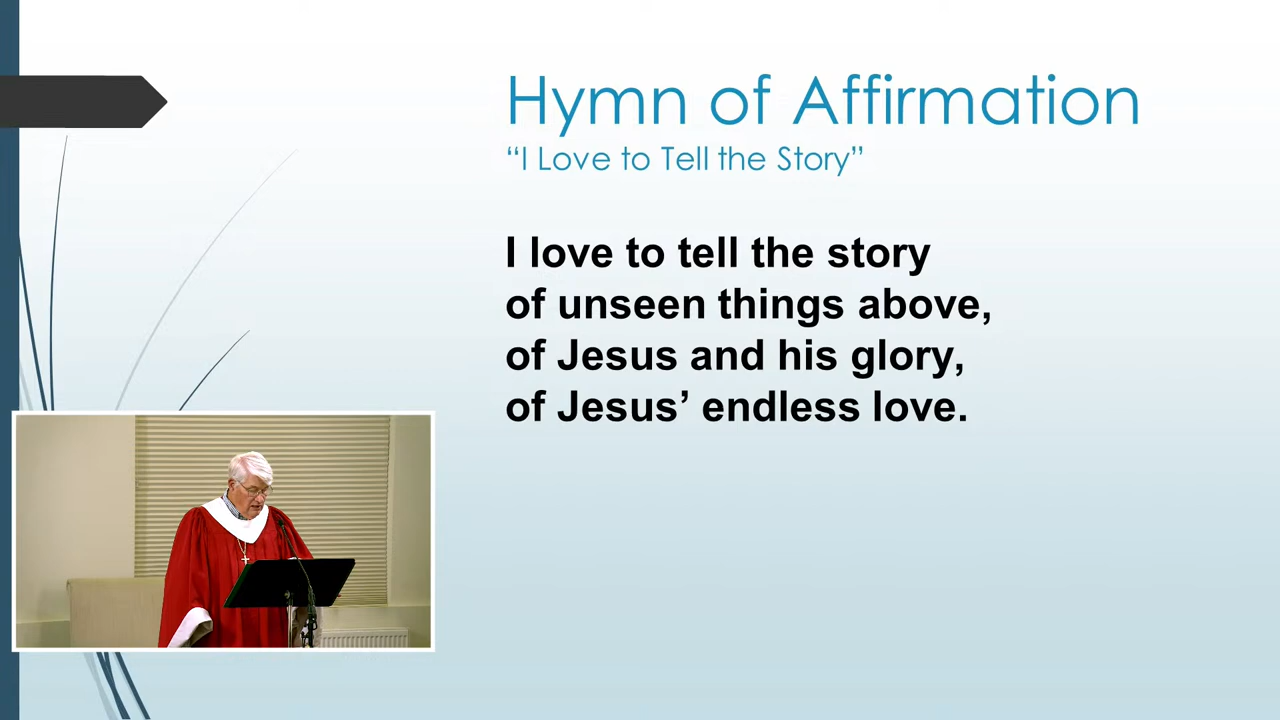 Hymn of Affirmation
“I Love to Tell the Story”
I love to tell the story
of unseen things above,
of Jesus and his glory,
of Jesus’ endless love.